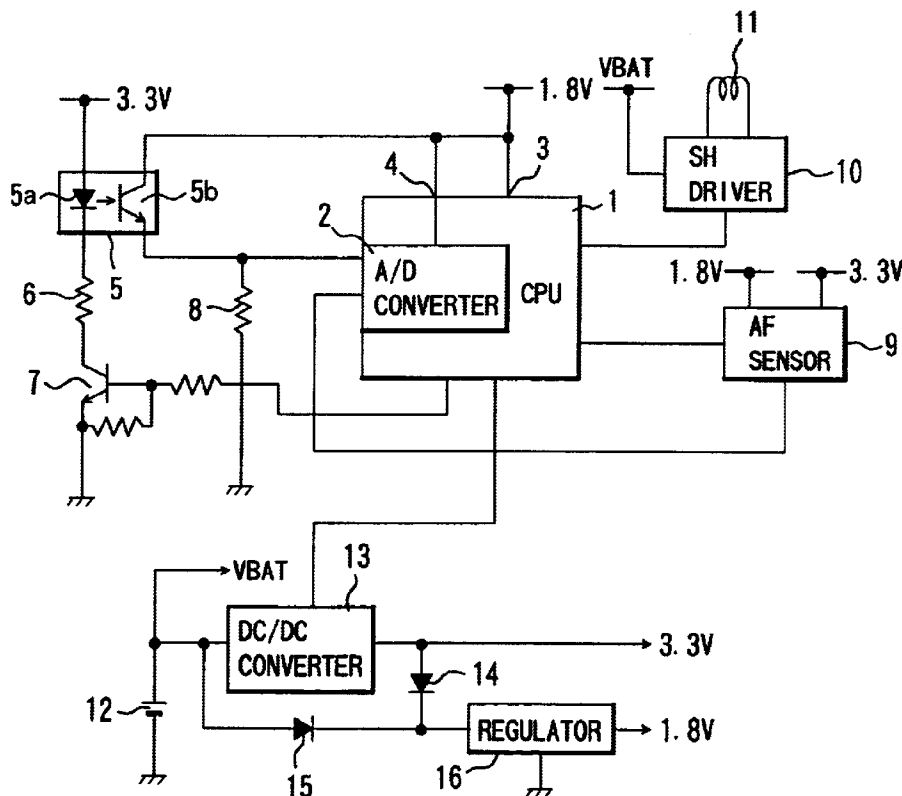 11
VBAT
1.8V
3.3V
SH
DRIVER
10
4
3
1
5a
5b
2
5
A/D
CONVERTER
CPU
6
8
1.8V
3.3V
AF
SENSOR
9
7
VBAT
13
DC/DC
CONVERTER
3.3V
14
12
REGULATOR
1.8V
15
16